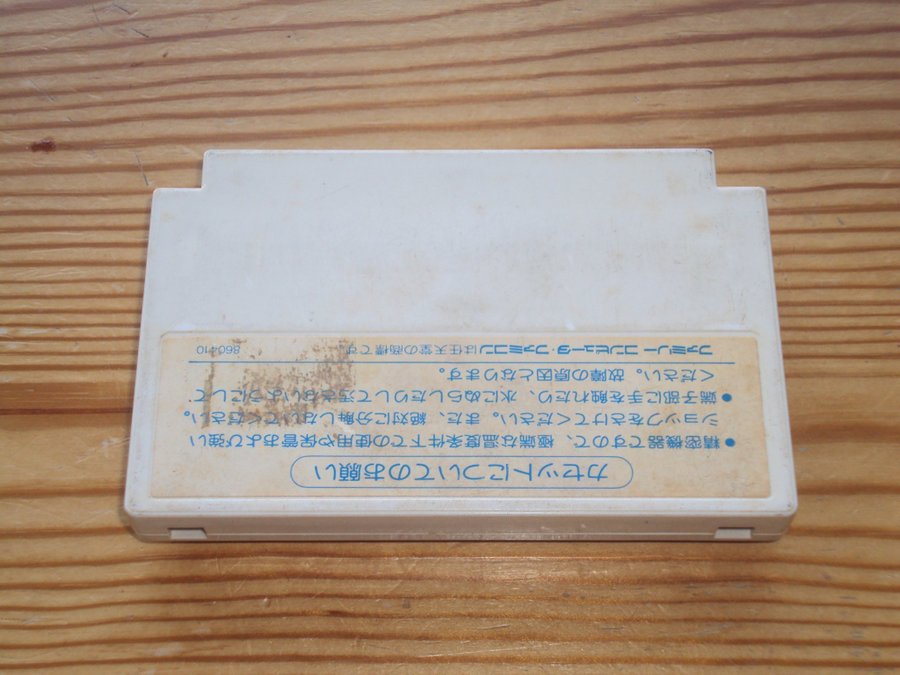 カセットについてのお願い
●精密機器ですので、極端な温度条件下での使用や保管および強い
ショックをさけてください。また、絶対に分解しないでください。
●端子部に手を触れたり、水にぬらしたりして汚さないようにして
ください。故障の原因となります。
ファミリーコンピュータ・ファミコンは任天堂の商標です。 860410